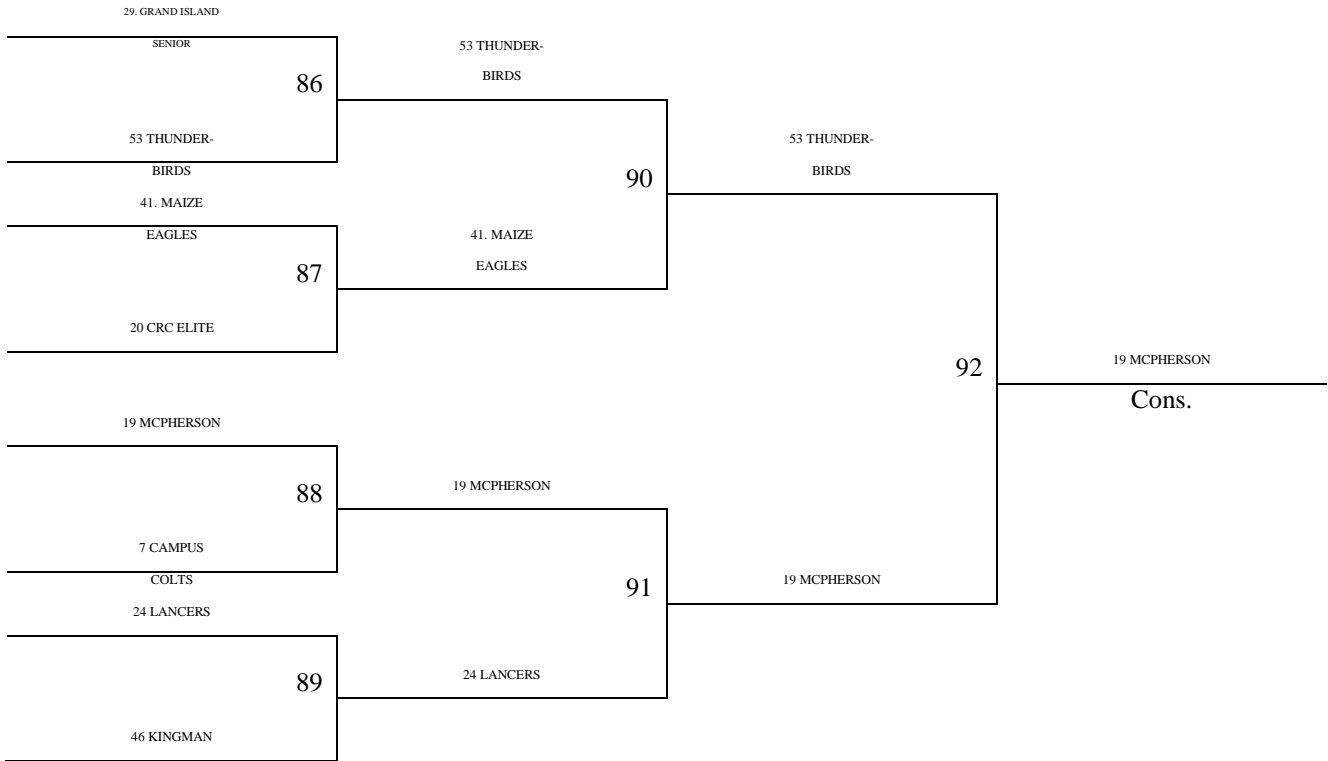 29. GRAND ISLAND
SENIOR
86
53 THUNDER-
BIRDS
41. MAIZE
EAGLES
87
20 CRC ELITE
19 MCPHERSON
88
7 CAMPUS
COLTS
24 LANCERS
89
46 KINGMAN
53 THUNDER-
BIRDS
90
41. MAIZE
EAGLES
19 MCPHERSON
91
24 LANCERS
53 THUNDER-
BIRDS
92
19 MCPHERSON
19 MCPHERSON
Cons.